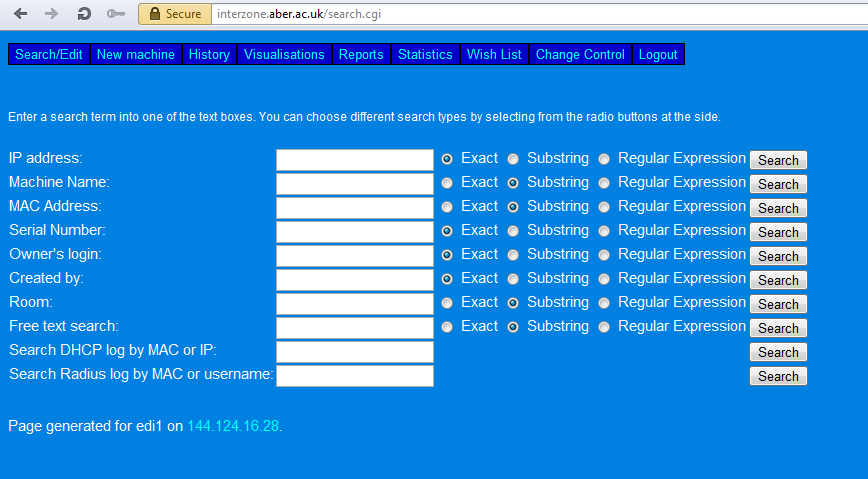 Secure interzone.aber.ac.uk/search.cgi
Search/Edit New machine History Visualisations Reports Statistics Wish List Change Control Logout
Enter a search term into one of the text boxes. You can choose different search types by selecting from the radio buttons at the side.
IP address: Exact Substring Regular Expression Search
Machine Name: Exact Substring Regular Expression Search
MAC Address: Exact Substring Regular Expression Search
Serial Number: Exact Substring Regular Expression Search
Owner's login: Exact Substring Regular Expression Search
Created by: Exact Substring Regular Expression Search
Room: Exact Substring Regular Expression Search
Free text search: Exact Substring Regular Expression Search
Search DHCP log by MAC or IP: Search
Search Radius log by MAC or username: Search
Page generated for edi1 on 144.124.16.28.